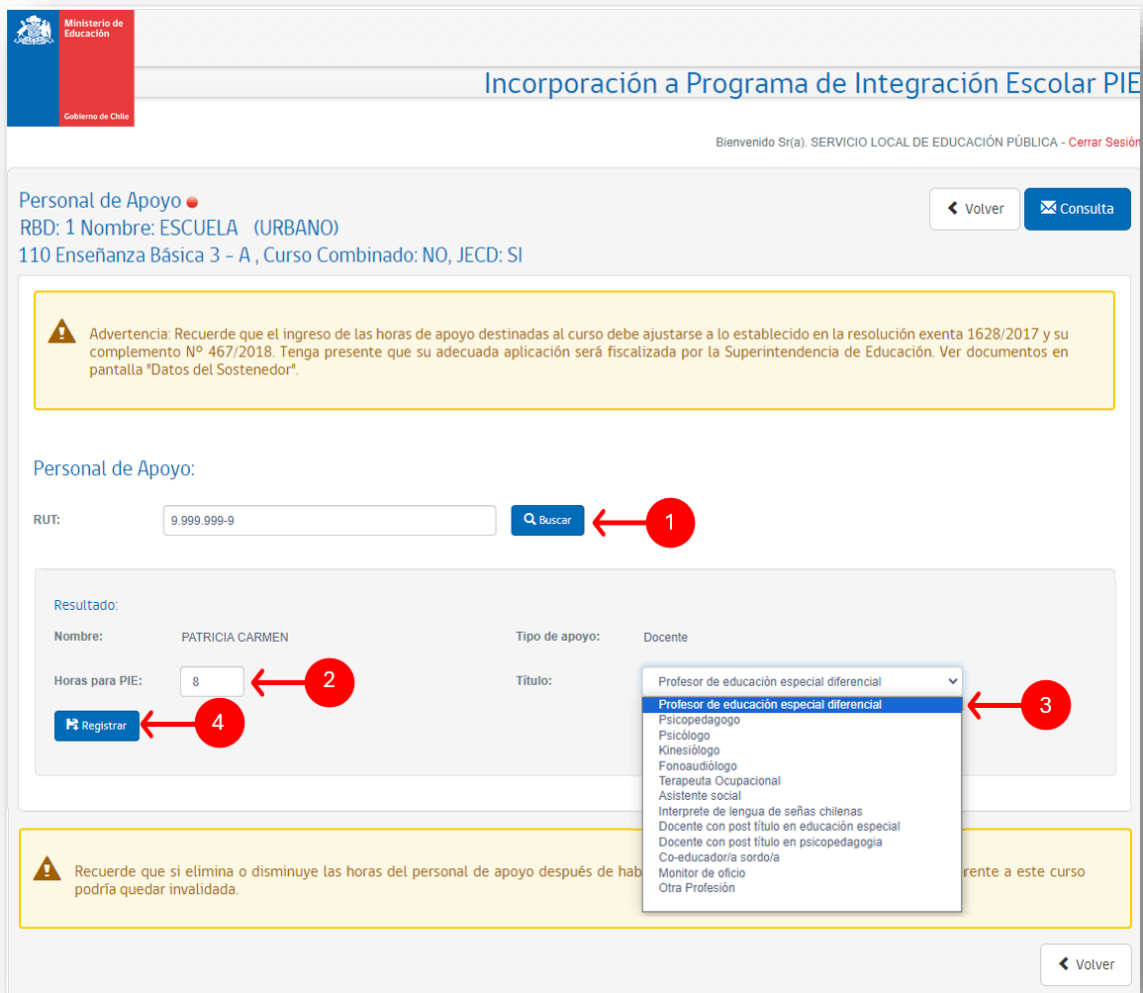 Ministerio de
Educación
Gobierno de Chile
Incorporación a Programa de Integración Escolar PIE
Bienvenido Sr(a). SERVICIO LOCAL DE EDUCACIÓN PÚBLICA - Cerrar Sesión
Personal de Apoyo
RBD: 1 Nombre: ESCUELA (URBANO)
110 Enseñanza Básica 3 - A , Curso Combinado: NO, JECD: SI
Volver
Consulta
Advertencia: Recuerde que el ingreso de las horas de apoyo destinadas al curso debe ajustarse a lo establecido en la resolución exenta 1628/2017 y su
complemento Nº 467/2018. Tenga presente que su adecuada aplicación será fiscalizada por la Superintendencia de Educación. Ver documentos en
pantalla "Datos del Sostenedor".
Personal de Apoyo:
RUT: 9.999.999-9 Buscar 1
Resultado:
Nombre: PATRICIA CARMEN Tipo de apoyo: Docente
Horas para PIE: 8 2 Título: Profesor de educación especial diferencial
Registrar 4
Profesor de educación especial diferencial 3
Psicopedagogo
Psicólogo
Kinesiólogo
Fonoaudiólogo
Terapeuta Ocupacional
Asistente social
Interprete de lengua de señas chilenas
Docente con post título en educación especial
Docente con post título en psicopedagogia
Co-educador/a sordo/a
Monitor de oficio
Otra Profesión
Recuerde que si elimina o disminuye las horas del personal de apoyo después de hab rente a este curso
podría quedar invalidada.
Volver